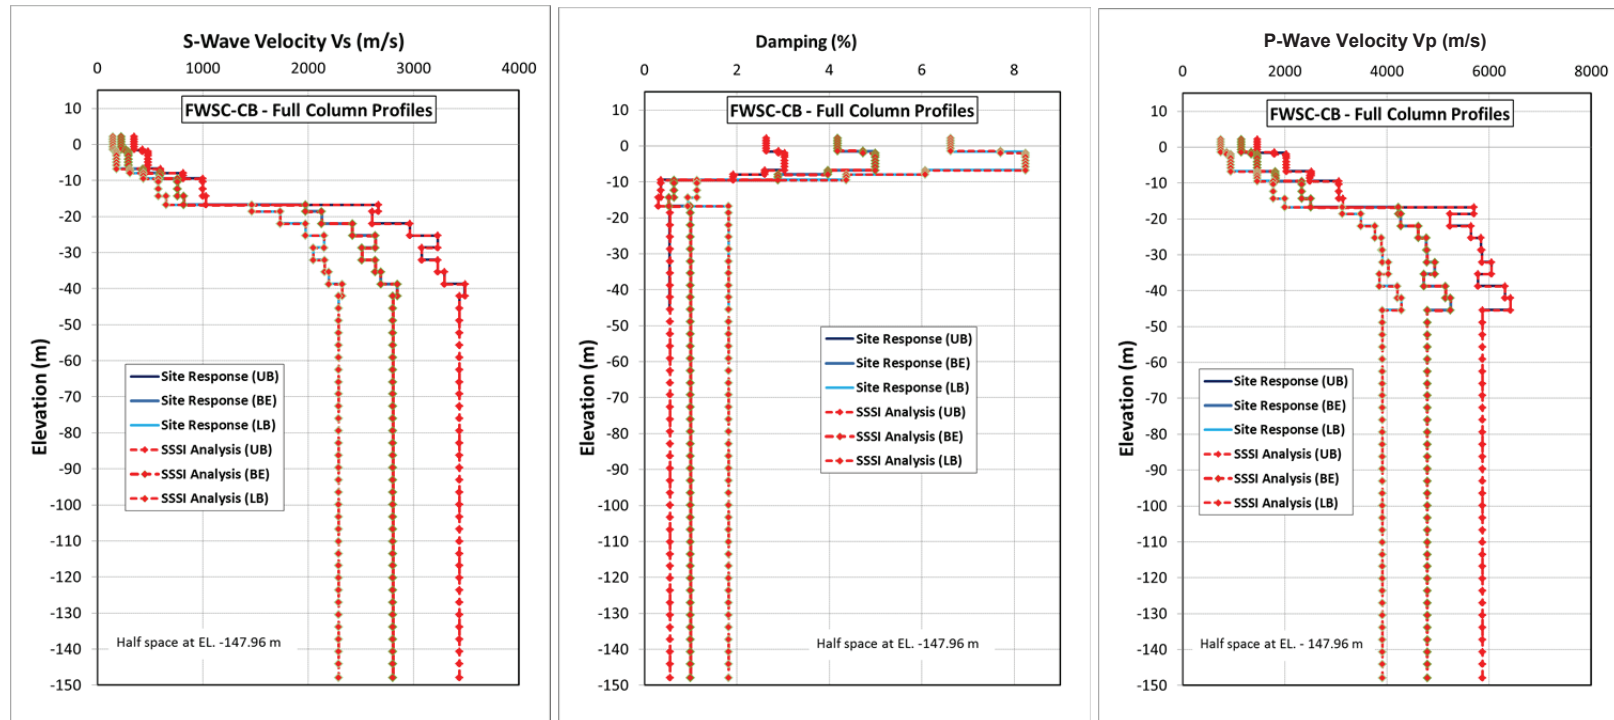 S-Wave Velocity Vs (m/s)
0 1000 2000 3000 4000
FWSC-CB - Full Column Profiles
10
0
-10
-20
-30
-40
-50
-60
-70
-80
-90
-100
-110
-120
-130
-140
-150
Elevation (m)
Site Response (UB)
Site Response (BE)
Site Response (LB)
SSSI Analysis (UB)
SSSI Analysis (BE)
SSSI Analysis (LB)
Half space at EL. -147.96 m
Damping (%)
0 2 4 6 8
FWSC-CB - Full Column Profiles
10
0
-10
-20
-30
-40
-50
-60
-70
-80
-90
-100
-110
-120
-130
-140
-150
Elevation (m)
Site Response (UB)
Site Response (BE)
Site Response (LB)
SSSI Analysis (UB)
SSSI Analysis (BE)
SSSI Analysis (LB)
Half space at EL. -147.96 m
P-Wave Velocity Vp (m/s)
0 2000 4000 6000 8000
FWSC-CB - Full Column Profiles
10
0
-10
-20
-30
-40
-50
-60
-70
-80
-90
-100
-110
-120
-130
-140
-150
Elevation (m)
Site Response (UB)
Site Response (BE)
Site Response (LB)
SSSI Analysis (UB)
SSSI Analysis (BE)
SSSI Analysis (LB)
Half space at EL. - 147.96 m